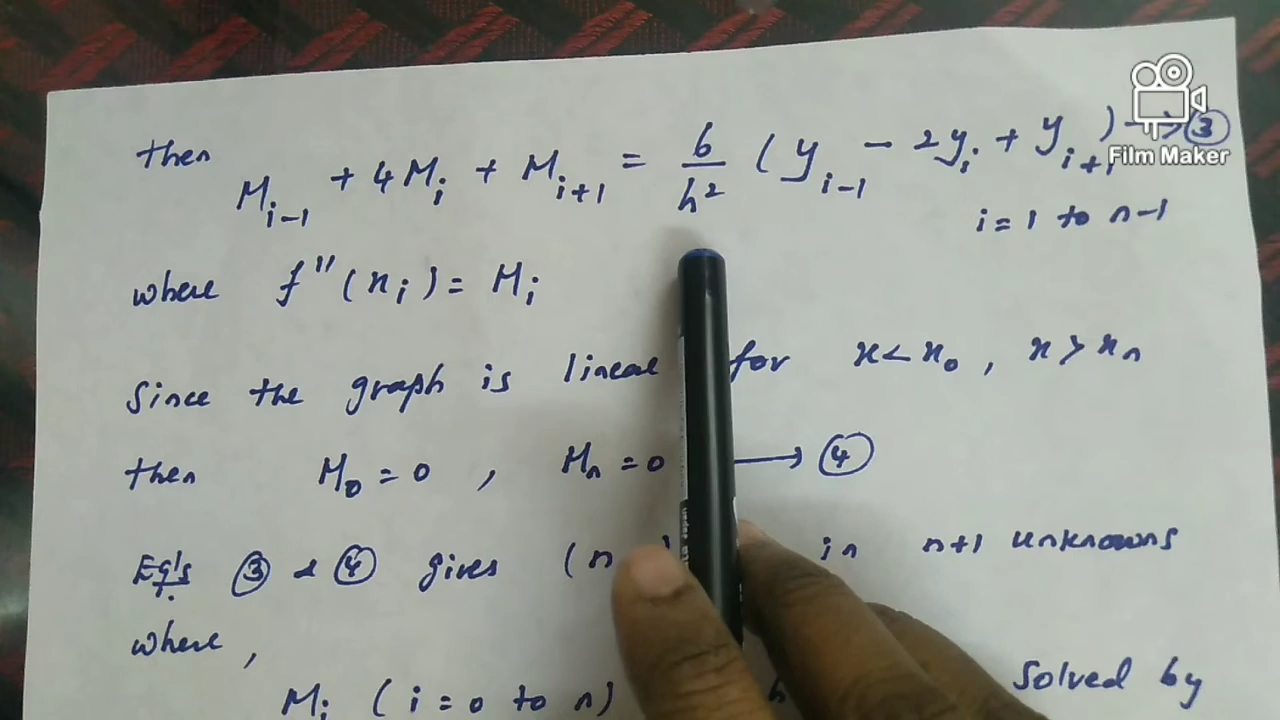 then M_{i-1} + 4M_i + M_{i+1} = 6/h² (y_{i-1} - 2y_i + y_{i+1}) → ③
Film Maker
i = 1 to n-1
where f''(x_i) = M_i
Since the graph is linear for x < x_0 , x > x_n
then M_0 = 0 , M_n = 0 → ④
Eq's ③ & ④ gives (n in n+1 unknowns
where ,
M_i (i = 0 to n) Solved by